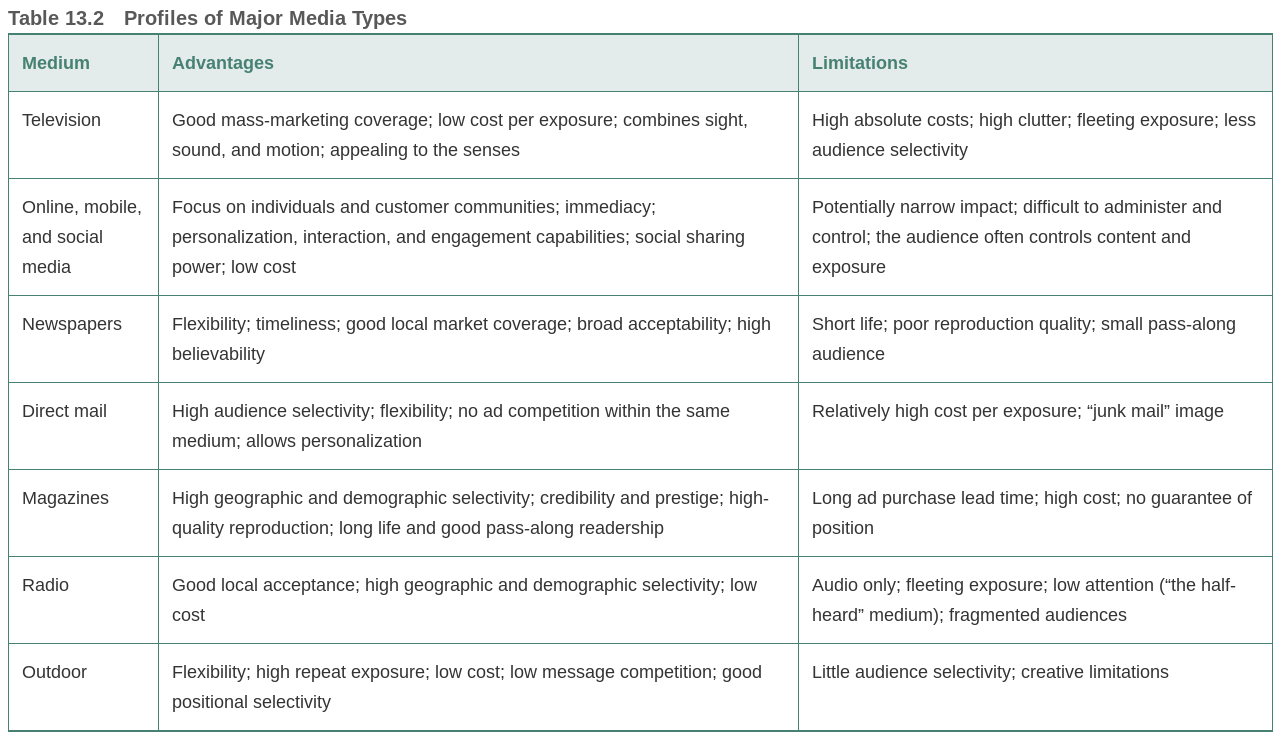 Table 13.2 Profiles of Major Media Types
Medium
Advantages
Limitations
Television
Good mass-marketing coverage; low cost per exposure; combines sight,
sound, and motion; appealing to the senses
High absolute costs; high clutter; fleeting exposure; less
audience selectivity
Online, mobile,
and social
media
Focus on individuals and customer communities; immediacy;
personalization, interaction, and engagement capabilities; social sharing
power; low cost
Potentially narrow impact; difficult to administer and
control; the audience often controls content and
exposure
Newspapers
Flexibility; timeliness; good local market coverage; broad acceptability; high
believability
Short life; poor reproduction quality; small pass-along
audience
Direct mail
High audience selectivity; flexibility; no ad competition within the same
medium; allows personalization
Relatively high cost per exposure; “junk mail” image
Magazines
High geographic and demographic selectivity; credibility and prestige; high-
quality reproduction; long life and good pass-along readership
Long ad purchase lead time; high cost; no guarantee of
position
Radio
Good local acceptance; high geographic and demographic selectivity; low
cost
Audio only; fleeting exposure; low attention (“the half-
heard” medium); fragmented audiences
Outdoor
Flexibility; high repeat exposure; low cost; low message competition; good
positional selectivity
Little audience selectivity; creative limitations